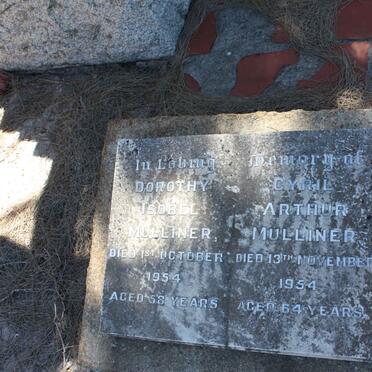 In Loving Memory of
DOROTHY
ISOBEL
MULLINER
DIED 1ST OCTOBER
1954
AGED 58 YEARS.
CYRIL
ARTHUR
MULLINER
DIED 13TH NOVEMBER
1954
AGED 64 YEARS.